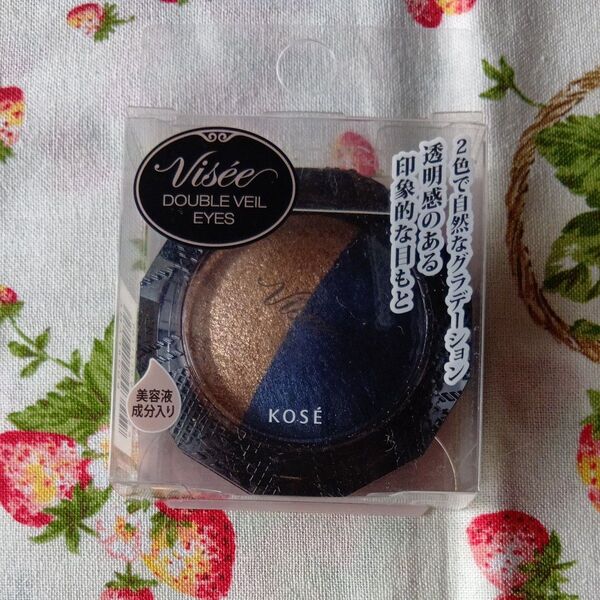 Visée
DOUBLE VEIL
EYES
2色で自然なグラデーション
透明感のある
印象的な目もと
Visée
美容液
成分入り
KOSÉ